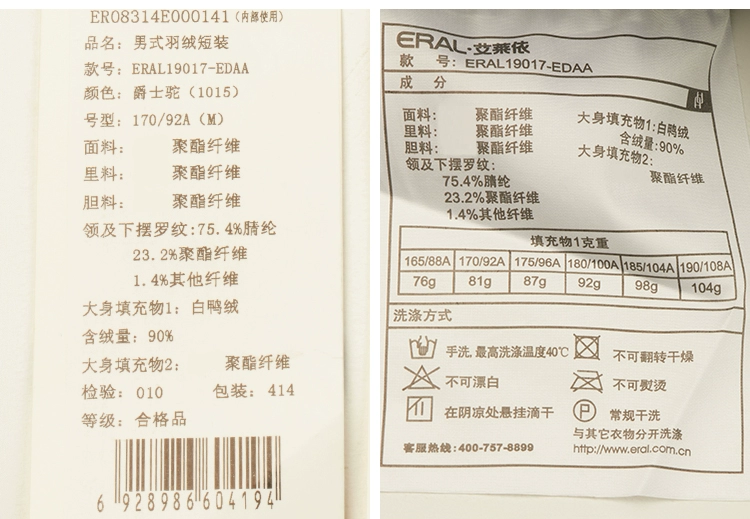 ER08314E000141(内部使用)
品名: 男式羽绒短装
款号: ERAL19017-EDAA
颜色: 爵士驼(1015)
号型: 170/92A(M)
面料: 聚酯纤维
里料: 聚酯纤维
胆料: 聚酯纤维
领及下摆罗纹:75.4%腈纶
23.2%聚酯纤维
1.4%其他纤维
大身填充物1: 白鸭绒
含绒量: 90%
大身填充物2: 聚酯纤维
检验: 010 包装: 414
等级: 合格品
6 928986 604194
ERAL·艾莱依
款 号: ERAL19017-EDAA
成 分
面料: 聚酯纤维
里料: 聚酯纤维
胆料: 聚酯纤维
领及下摆罗纹:
75.4%腈纶
23.2%聚酯纤维
1.4%其他纤维
大身填充物1:白鸭绒
含绒量:90%
大身填充物2:
聚酯纤维
填充物1克重
165/88A 170/92A 175/96A 180/100A 185/104A 190/108A
76g 81g 87g 92g 98g 104g
洗涤方式
手洗,最高洗涤温度40℃ 不可翻转干燥
不可漂白 不可熨烫
在阴凉处悬挂滴干 P 常规干洗
与其它衣物分开洗涤
客服热线:400-757-8899 http://www.eral.com.cn